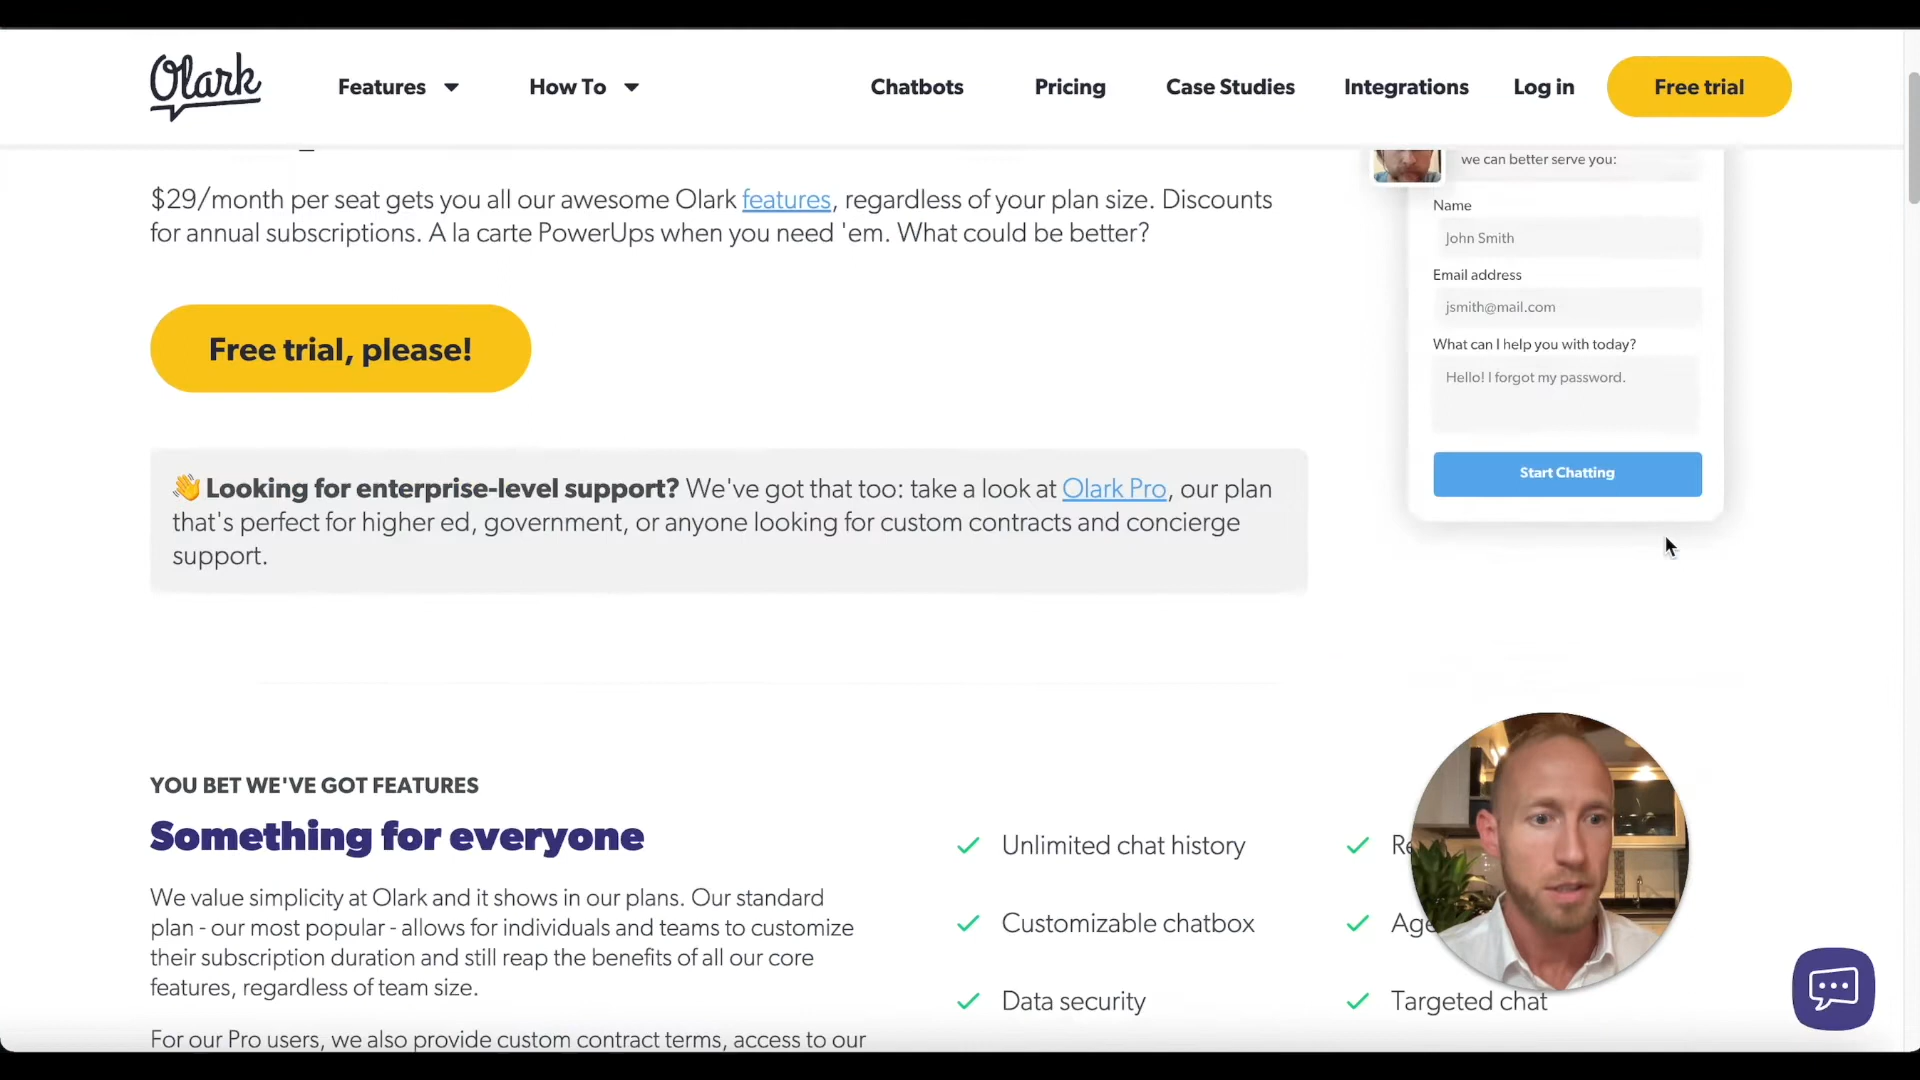 Olark
Features
How To
Chatbots
Pricing
Case Studies
Integrations
Log in
Free trial
$29/month per seat gets you all our awesome Olark features, regardless of your plan size. Discounts
for annual subscriptions. A la carte PowerUps when you need 'em. What could be better?
Free trial, please!
👋 Looking for enterprise-level support? We've got that too: take a look at Olark Pro, our plan
that's perfect for higher ed, government, or anyone looking for custom contracts and concierge
support.
we can better serve you:
Name
John Smith
Email address
jsmith@mail.com
What can I help you with today?
Hello! I forgot my password.
Start Chatting
YOU BET WE'VE GOT FEATURES
Something for everyone
We value simplicity at Olark and it shows in our plans. Our standard
plan - our most popular - allows for individuals and teams to customize
their subscription duration and still reap the benefits of all our core
features, regardless of team size.
For our Pro users, we also provide custom contract terms, access to our
Unlimited chat history
Customizable chatbox
Data security
Targeted chat